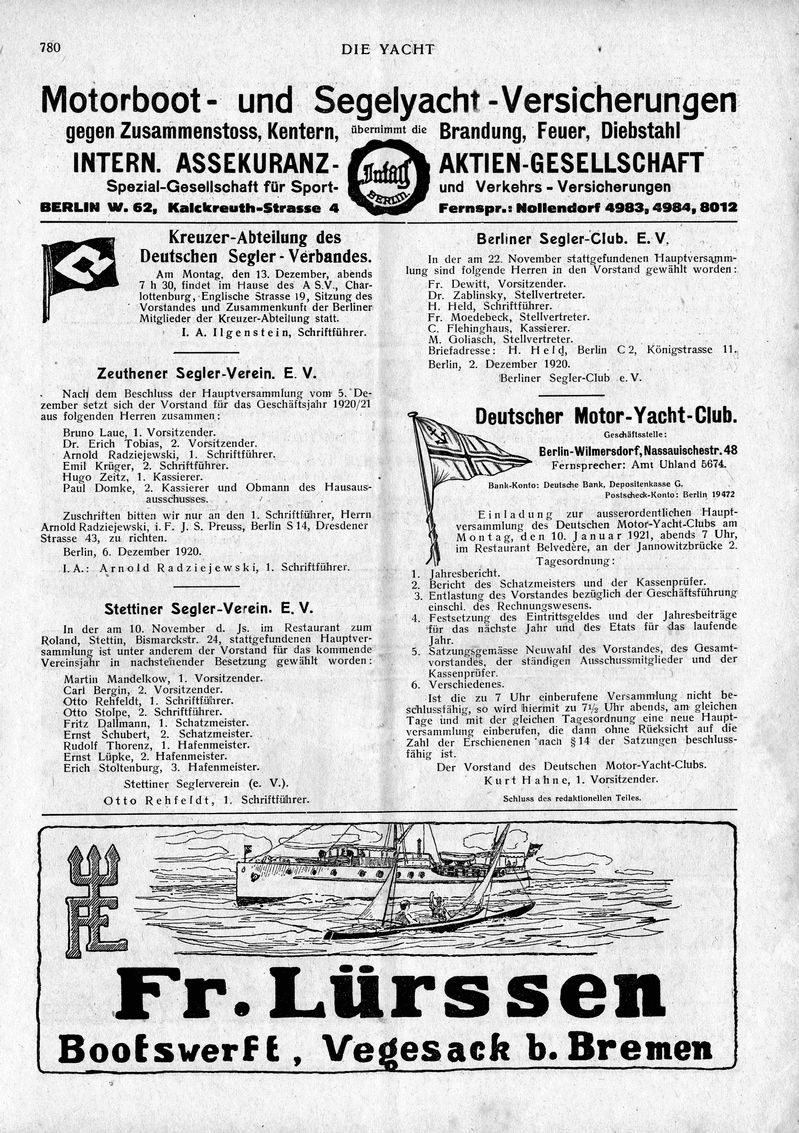 780
DIE YACHT
Motorboot- und Segelyacht-Versicherungen
gegen Zusammenstoss, Kentern, übernimmt die Brandung, Feuer, Diebstahl
INTERN. ASSEKURANZ- AKTIEN-GESELLSCHAFT
Intag
BERLIN
Spezial-Gesellschaft für Sport- und Verkehrs-Versicherungen
BERLIN W. 62, Kalckreuth-Strasse 4 Fernspr.: Nollendorf 4983, 4984, 8012
Kreuzer-Abteilung des
Deutschen Segler-Verbandes.
Am Montag, den 13. Dezember, abends
7 h 30, findet im Hause des A S.V., Char-
lottenburg, Englische Strasse 19, Sitzung des
Vorstandes und Zusammenkunft der Berliner
Mitglieder der Kreuzer-Abteilung statt.
I. A. Ilgenstein, Schriftführer.
Zeuthener Segler-Verein. E. V.
Nach dem Beschluss der Hauptversammlung vom 5. De-
zember setzt sich der Vorstand für das Geschäftsjahr 1920/21
aus folgenden Herren zusammen:
Bruno Laue, 1. Vorsitzender.
Dr. Erich Tobias, 2. Vorsitzender.
Arnold Radziejewski, 1. Schriftführer.
Emil Krüger, 2. Schriftführer.
Hugo Zeitz, 1. Kassierer.
Paul Domke, 2. Kassierer und Obmann des Hausaus-
ausschusses.
Zuschriften bitten wir nur an den 1. Schriftführer, Herrn
Arnold Radziejewski, i. F. J. S. Preuss, Berlin S 14, Dresdener
Strasse 43, zu richten.
Berlin, 6. Dezember 1920.
I. A.: Arnold Radziejewski, 1. Schriftführer.
Stettiner Segler-Verein. E. V.
In der am 10. November d. Js. im Restaurant zum
Roland, Stettin, Bismarckstr. 24, stattgefundenen Hauptver-
sammlung ist unter anderem der Vorstand für das kommende
Vereinsjahr in nachstehender Besetzung gewählt worden:
Martin Mandelkow, 1. Vorsitzender.
Carl Bergin, 2. Vorsitzender.
Otto Rehfeldt, 1. Schriftführer.
Otto Stolpe, 2. Schriftführer.
Fritz Dallmann, 1. Schatzmeister.
Ernst Schubert, 2. Schatzmeister.
Rudolf Thorenz, 1. Hafenmeister.
Ernst Lüpke, 2. Hafenmeister.
Erich Stoltenburg, 3. Hafenmeister.
Stettiner Seglerverein (e. V.).
Otto Rehfeldt, 1. Schriftführer.
Berliner Segler-Club. E. V.
In der am 22. November stattgefundenen Hauptversamm-
lung sind folgende Herren in den Vorstand gewählt worden:
Fr. Dewitt, Vorsitzender.
Dr. Zablinsky, Stellvertreter.
H. Held, Schriftführer.
Fr. Moedebeck, Stellvertreter.
C. Flehinghaus, Kassierer.
M. Goliasch, Stellvertreter.
Briefadresse: H. Held, Berlin C 2, Königstrasse 11.
Berlin, 2. Dezember 1920.
Berliner Segler-Club e. V.
Deutscher Motor-Yacht-Club.
Geschäftsstelle:
Berlin-Wilmersdorf, Nassauischestr. 48
Fernsprecher: Amt Uhland 5674.
Bank-Konto: Deutsche Bank, Depositenkasse G.
Postscheck-Konto: Berlin 19472
Einladung zur ausserordentlichen Haupt-
versammlung des Deutschen Motor-Yacht-Clubs am
Montag, den 10. Januar 1921, abends 7 Uhr,
im Restaurant Belvedère, an der Jannowitzbrücke 2.
Tagesordnung:
1. Jahresbericht.
2. Bericht des Schatzmeisters und der Kassenprüfer.
3. Entlastung des Vorstandes bezüglich der Geschäftsführung
einschl. des Rechnungswesens.
4. Festsetzung des Eintrittsgeldes und der Jahresbeiträge
für das nächste Jahr und des Etats für das laufende
Jahr.
5. Satzungsgemässe Neuwahl des Vorstandes, des Gesamt-
vorstandes, der ständigen Ausschussmitglieder und der
Kassenprüfer.
6. Verschiedenes.
Ist die zu 7 Uhr einberufene Versammlung nicht be-
schlussfähig, so wird hiermit zu 7½ Uhr abends, am gleichen
Tage und mit der gleichen Tagesordnung eine neue Haupt-
versammlung einberufen, die dann ohne Rücksicht auf die
Zahl der Erschienenen nach § 14 der Satzungen beschluss-
fähig ist.
Der Vorstand des Deutschen Motor-Yacht-Clubs.
Kurt Hahne, 1. Vorsitzender.
Schluss des redaktionellen Teiles.
Fr. Lürssen
Bootswerft, Vegesack b. Bremen